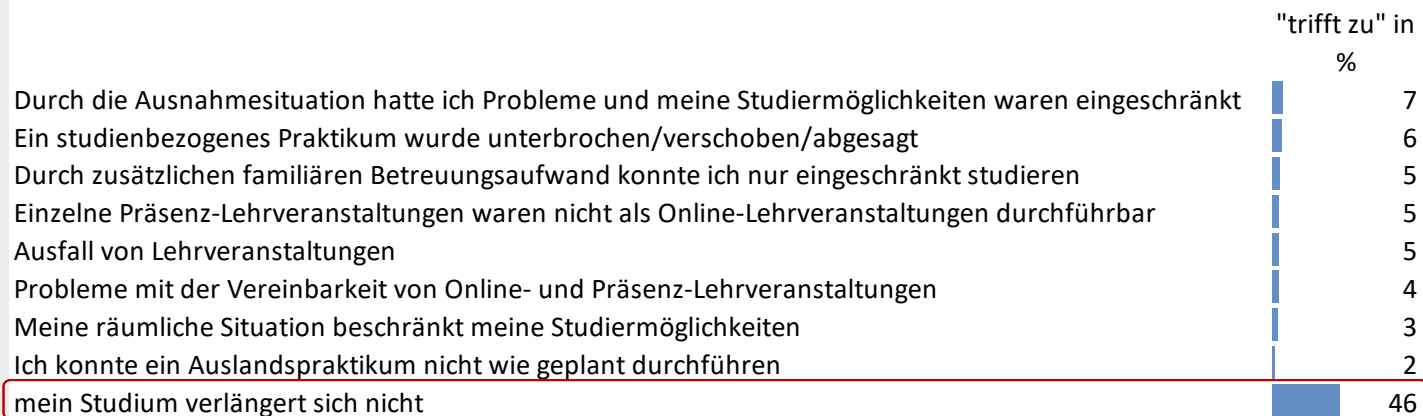 "trifft zu" in
%
Durch die Ausnahmesituation hatte ich Probleme und meine Studiermöglichkeiten waren eingeschränkt 7
Ein studienbezogenes Praktikum wurde unterbrochen/verschoben/abgesagt 6
Durch zusätzlichen familiären Betreuungsaufwand konnte ich nur eingeschränkt studieren 5
Einzelne Präsenz-Lehrveranstaltungen waren nicht als Online-Lehrveranstaltungen durchführbar 5
Ausfall von Lehrveranstaltungen 5
Probleme mit der Vereinbarkeit von Online- und Präsenz-Lehrveranstaltungen 4
Meine räumliche Situation beschränkt meine Studiermöglichkeiten 3
Ich konnte ein Auslandspraktikum nicht wie geplant durchführen 2
mein Studium verlängert sich nicht 46